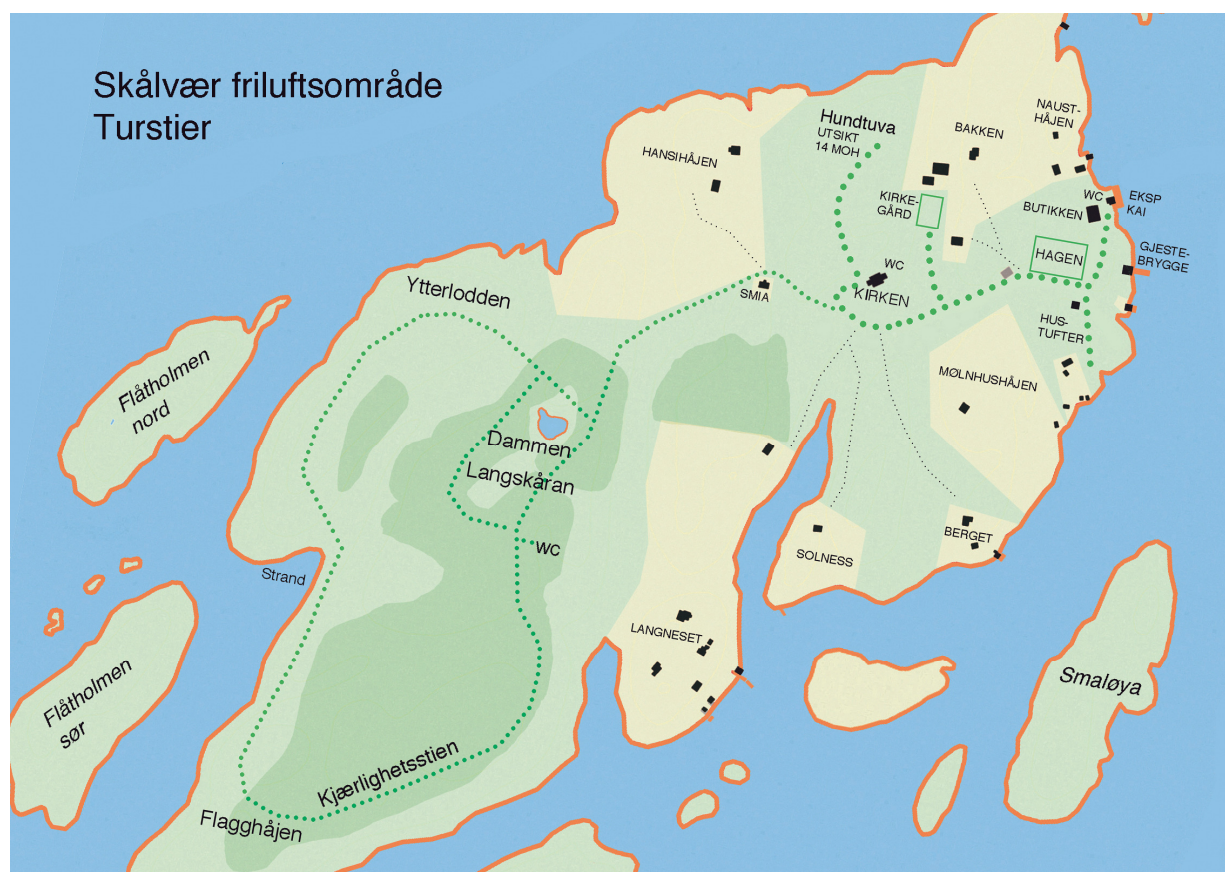 Skålvær friluftsområde
Turstier
Hundtuva
UTSIKT
14 MOH
NAUST-
HÅJEN
BAKKEN
HANSIHÅJEN
KIRKE-
GÅRD
WC
EKSP
KAI
BUTIKKEN
HAGEN
GJESTE-
BRYGGE
WC
KIRKEN
SMIA
Ytterlodden
HUS-
TUFTER
Flåtholmen
nord
MØLNHUSHÅJEN
Dammen
Langskåran
WC
BERGET
SOLNESS
Strand
LANGNESET
Flåtholmen
sør
Smaløya
Kjærlighetsstien
Flagghåjen